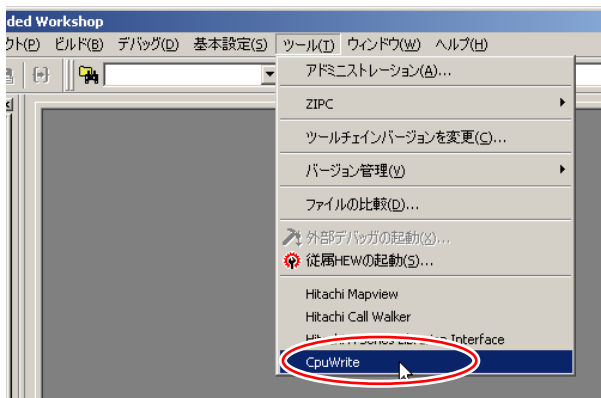 ded Workshop
クト(P) ビルド(B) デバッグ(D) 基本設定(S) ツール(T) ウィンドウ(W) ヘルプ(H)
アドミニストレーション(A)...
ZIPC
ツールチェインバージョンを変更(C)...
バージョン管理(V)
ファイルの比較(D)...
外部デバッガの起動(X)...
従属HEWの起動(S)...
Hitachi Mapview
Hitachi Call Walker
Interface
CpuWrite